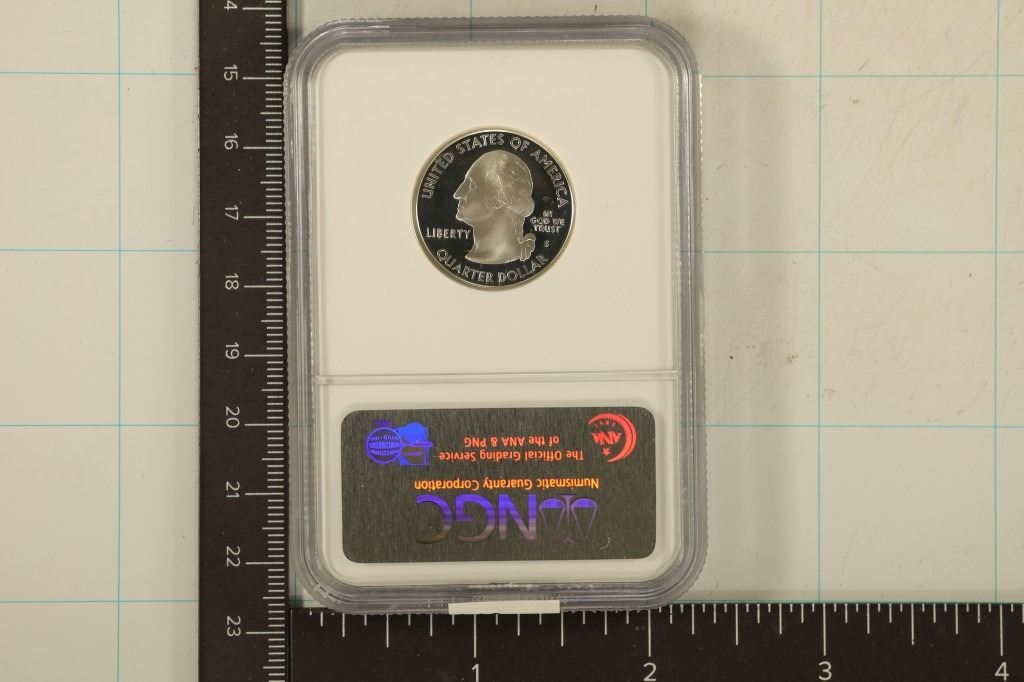 4
15
16
17
18
19
20
21
22
23
UNITED STATES OF AMERICA
LIBERTY
IN
GOD WE
TRUST
S
QUARTER DOLLAR
NGC
Numismatic Guaranty Corporation
The Official Grading Service
of the ANA & PNG
ANA
1 2 3 4